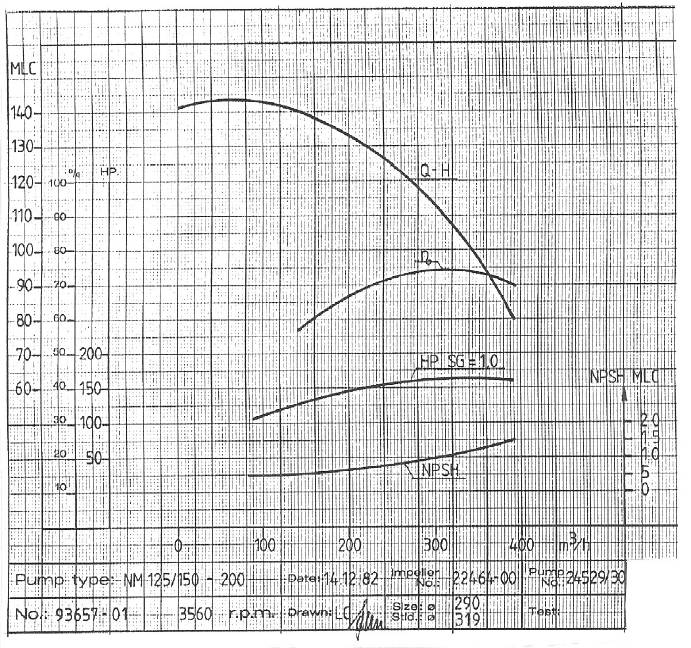 MLC
140
130
% HP.
120 100
Q-H
110 90
100 80
η₀
90 70
80 60
70 50 200
HP SG = 1.0
60 40 150
NPSH MLC
30 100
20
15
20 50
10
NPSH
5
10
0
0 100 200 300 400 m³/h
Pump type: NM 125/150 - 200 Date: 14.12.82 Impeller No.: 22464-00 Pump No. 24529/30
No.: 93657-01 3560 r.p.m. Drawn: LC Size: ø 290 Test:
Std.: ø 319